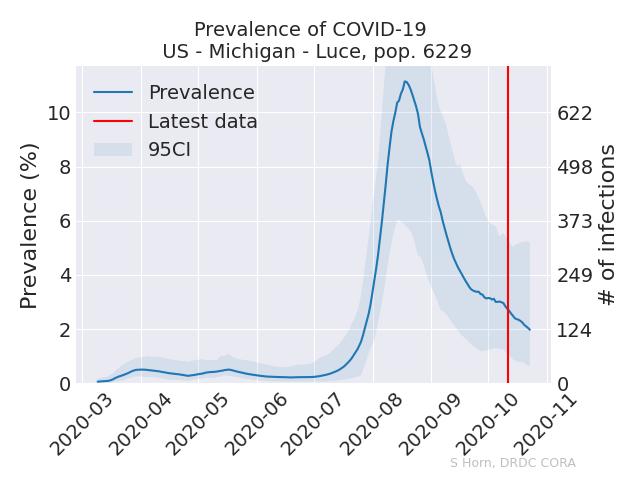 Prevalence of COVID-19
US - Michigan - Luce, pop. 6229
Prevalence
Latest data
95CI
Prevalence (%)
10
8
6
4
2
0
622
498
373
249
124
0
# of infections
2020-03
2020-04
2020-05
2020-06
2020-07
2020-08
2020-09
2020-10
2020-11
S Horn, DRDC CORA